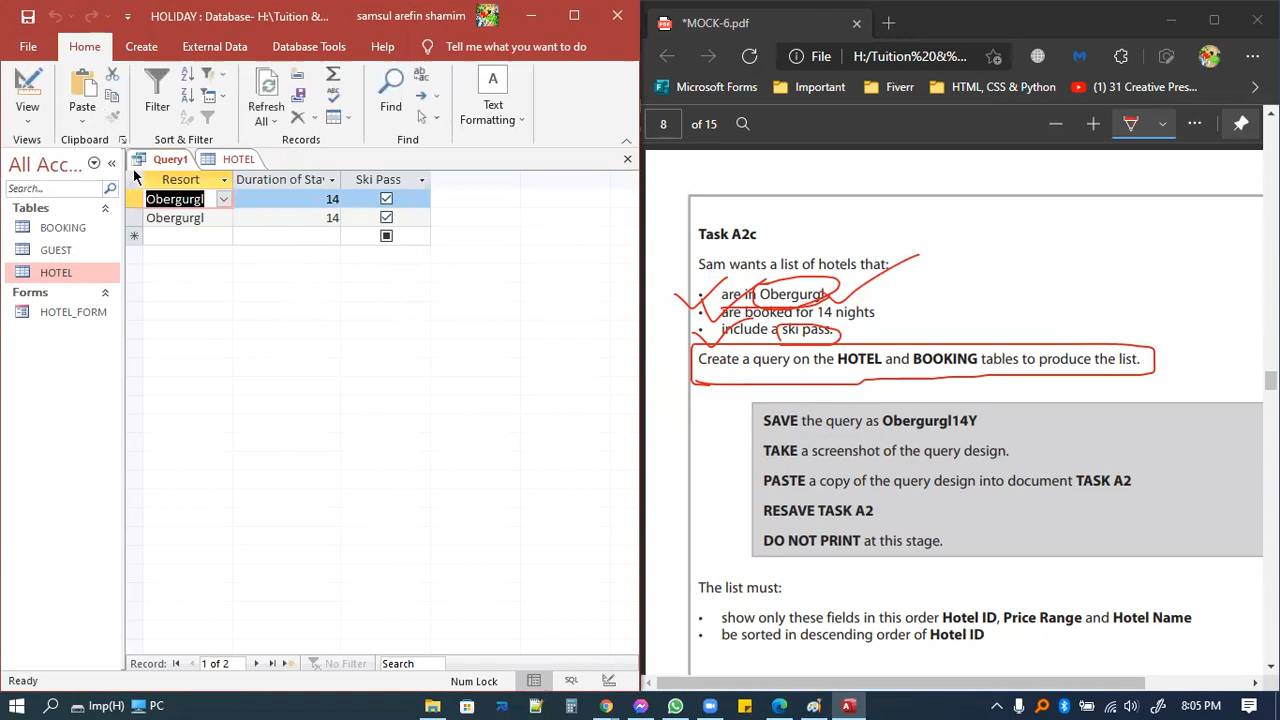 HOLIDAY : Database- H:\Tuition &...
samsul arefin shamim
File
Home
Create
External Data
Database Tools
Help
Tell me what you want to do
View
Paste
Filter
Refresh
All
Find
Text
Formatting
Views
Clipboard
Sort & Filter
Records
Find
All Acc...
Search...
Tables
BOOKING
GUEST
HOTEL
Forms
HOTEL_FORM
Query1
HOTEL
Resort
Duration of Sta
Ski Pass
Obergurgl
14
Obergurgl
14
Record:
1 of 2
No Filter
Search
Ready
Num Lock
SQL
*MOCK-6.pdf
File
H:/Tuition%20&%...
Microsoft Forms
Important
Fiverr
HTML, CSS & Python
(1) 31 Creative Pres...
8
of 15
Task A2c
Sam wants a list of hotels that:
• are in Obergurgl
• are booked for 14 nights
• include a ski pass.
Create a query on the HOTEL and BOOKING tables to produce the list.
SAVE the query as Obergurgl14Y
TAKE a screenshot of the query design.
PASTE a copy of the query design into document TASK A2
RESAVE TASK A2
DO NOT PRINT at this stage.
The list must:
• show only these fields in this order Hotel ID, Price Range and Hotel Name
• be sorted in descending order of Hotel ID
Imp(H)
PC
8:05 PM